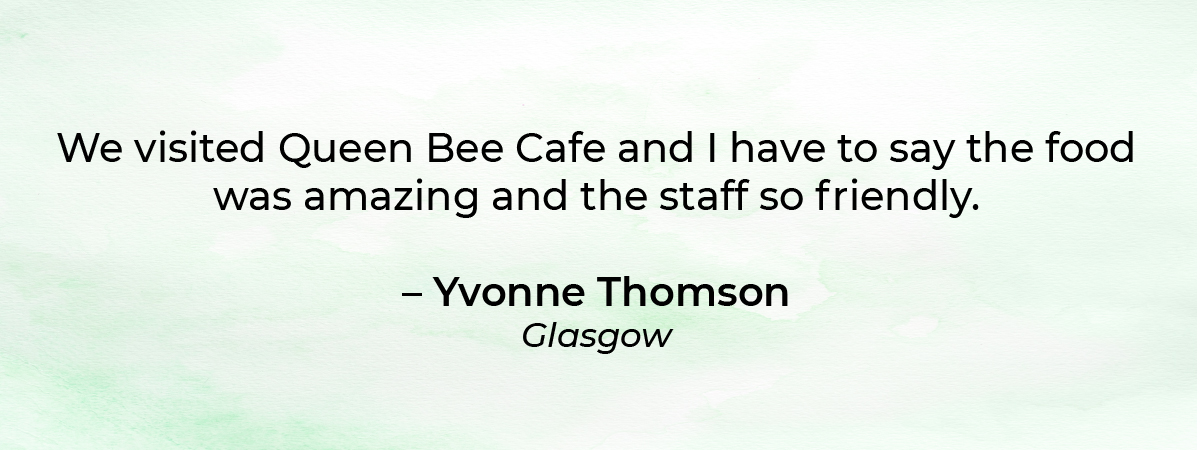 We visited Queen Bee Cafe and I have to say the food
was amazing and the staff so friendly.
– Yvonne Thomson
Glasgow